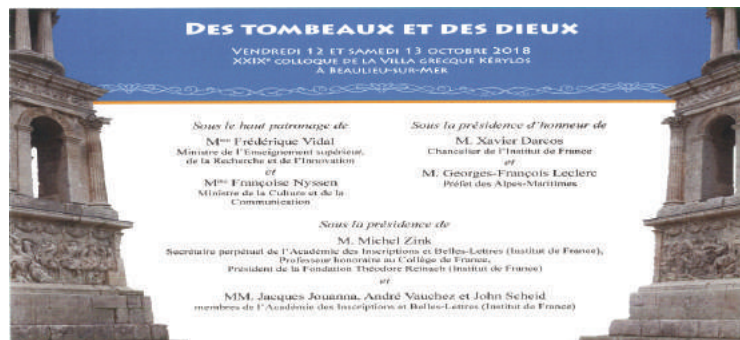 DES TOMBEAUX ET DES DIEUX
VENDREDI 12 ET SAMEDI 13 OCTOBRE 2018
XXIXe COLLOQUE DE LA VILLA GRECQUE KÉRYLOS
À BEAULIEU-SUR-MER
Sous le haut patronage de
Mme Frédérique Vidal
Ministre de l'Enseignement supérieur,
de la Recherche et de l'Innovation
et
Mme Françoise Nyssen
Ministre de la Culture et de la
Communication
Sous la présidence d'honneur de
M. Xavier Darcos
Chancelier de l'Institut de France
et
M. Georges-François Leclerc
Préfet des Alpes-Maritimes
Sous la présidence de
M. Michel Zink
Secrétaire perpétuel de l'Académie des Inscriptions et Belles-Lettres (Institut de France),
Professeur honoraire au Collège de France,
Président de la Fondation Théodore Reinach (Institut de France)
et
MM. Jacques Jouanna, André Vauchez et John Scheid
membres de l'Académie des Inscriptions et Belles-Lettres (Institut de France)